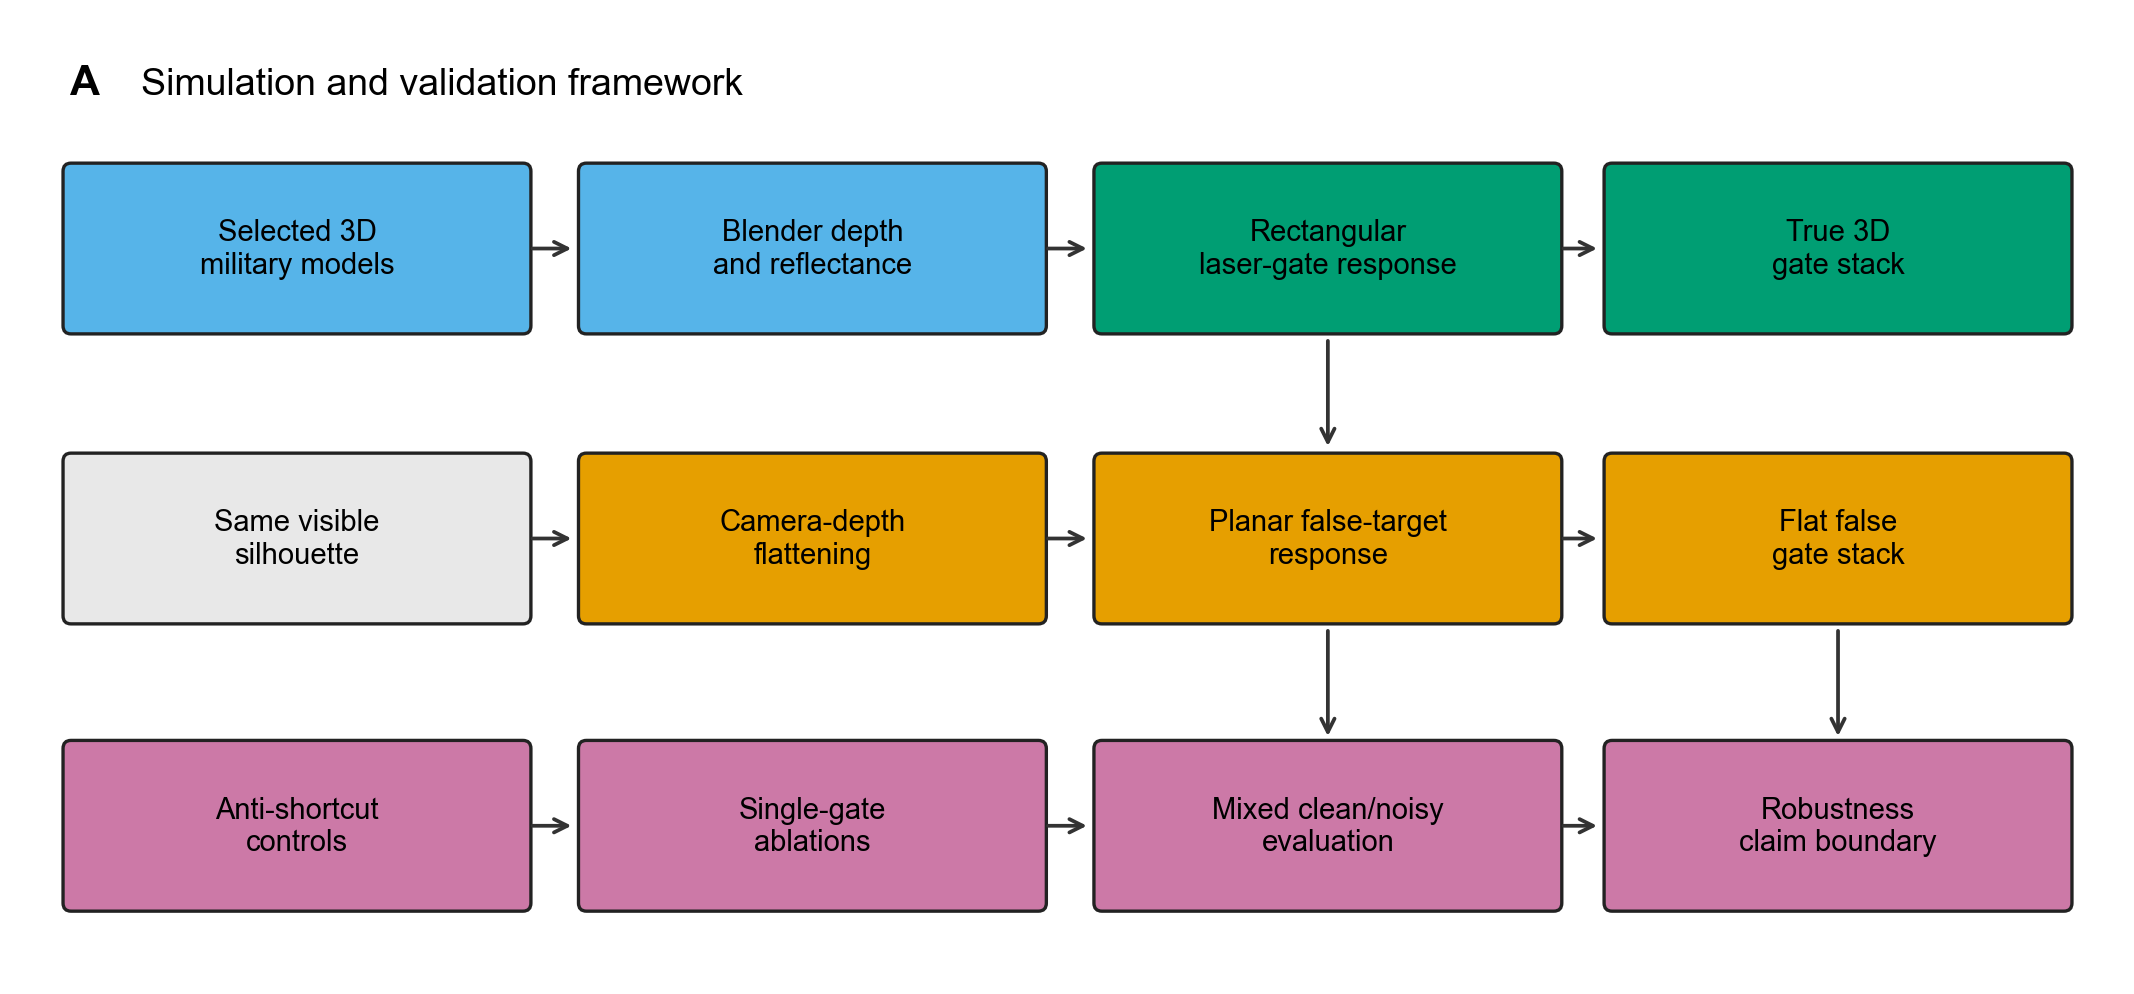 A Simulation and validation framework
Selected 3D
military models
Blender depth
and reflectance
Rectangular
laser-gate response
True 3D
gate stack
Same visible
silhouette
Camera-depth
flattening
Planar false-target
response
Flat false
gate stack
Anti-shortcut
controls
Single-gate
ablations
Mixed clean/noisy
evaluation
Robustness
claim boundary